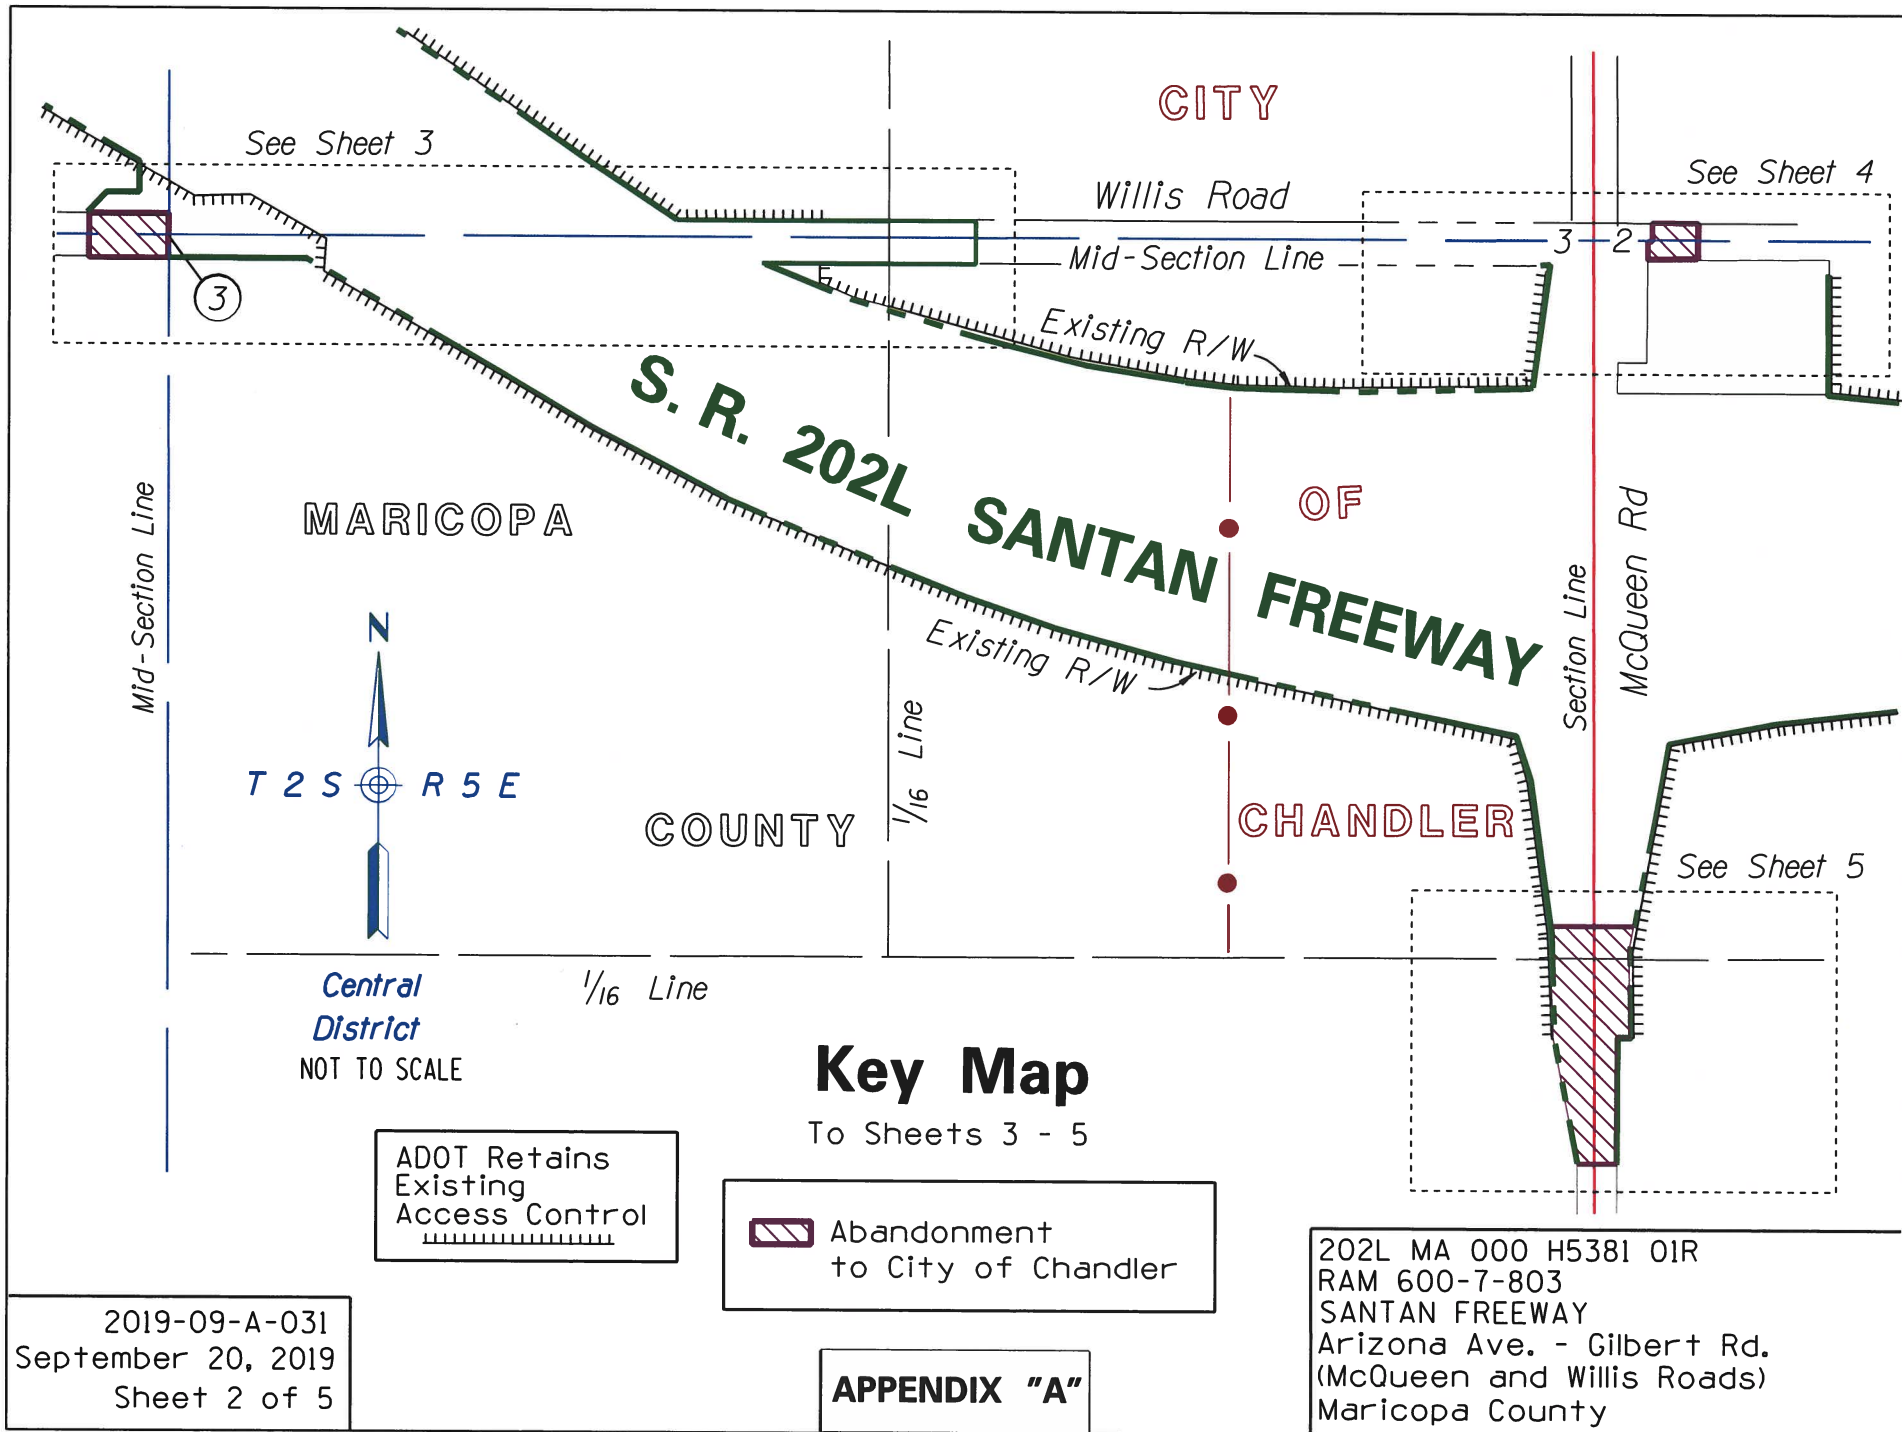 CITY
See Sheet 3
See Sheet 4
Willis Road
3 2
Mid-Section Line
3
Existing R/W
S. R. 202L SANTAN FREEWAY
MARICOPA
OF
Mid-Section Line
Section Line
McQueen Rd
N
Existing R/W
T 2 S R 5 E
1/16 Line
COUNTY
CHANDLER
See Sheet 5
Central
District
NOT TO SCALE
1/16 Line
Key Map
To Sheets 3 - 5
ADOT Retains
Existing
Access Control
Abandonment
to City of Chandler
202L MA 000 H5381 01R
RAM 600-7-803
SANTAN FREEWAY
Arizona Ave. - Gilbert Rd.
(McQueen and Willis Roads)
Maricopa County
2019-09-A-031
September 20, 2019
Sheet 2 of 5
APPENDIX "A"